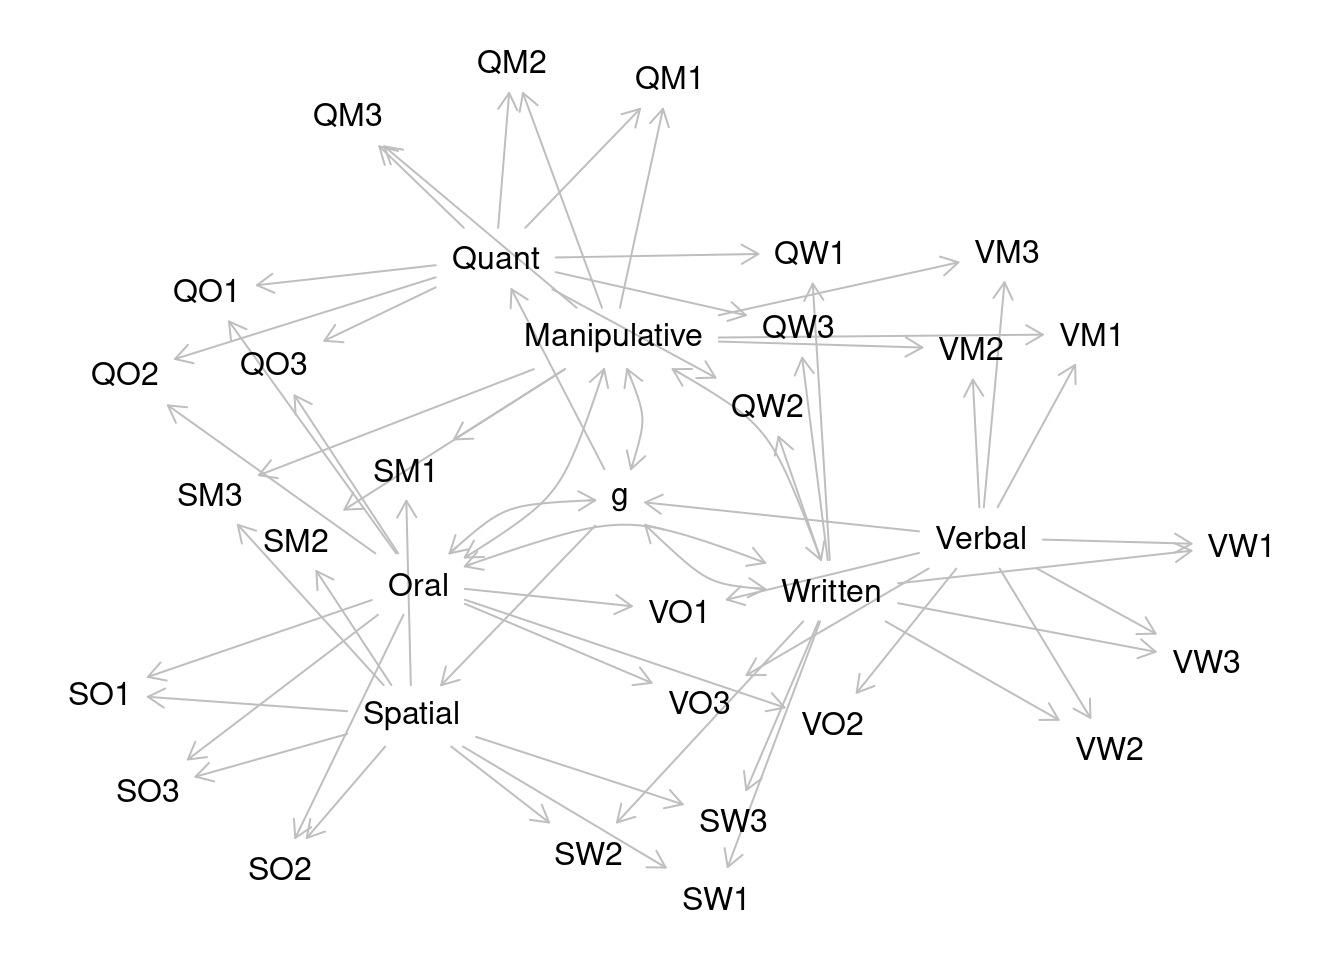 QM2
QM1
QM3
Quant
QW1
VM3
QO1
QW3
Manipulative
VM1
VM2
QO3
QO2
QW2
SM1
SM3
g
SM2
Verbal
VW1
Oral
Written
VO1
VW3
SO1
VO3
Spatial
VO2
VW2
SO3
SW3
SW2
SO2
SW1